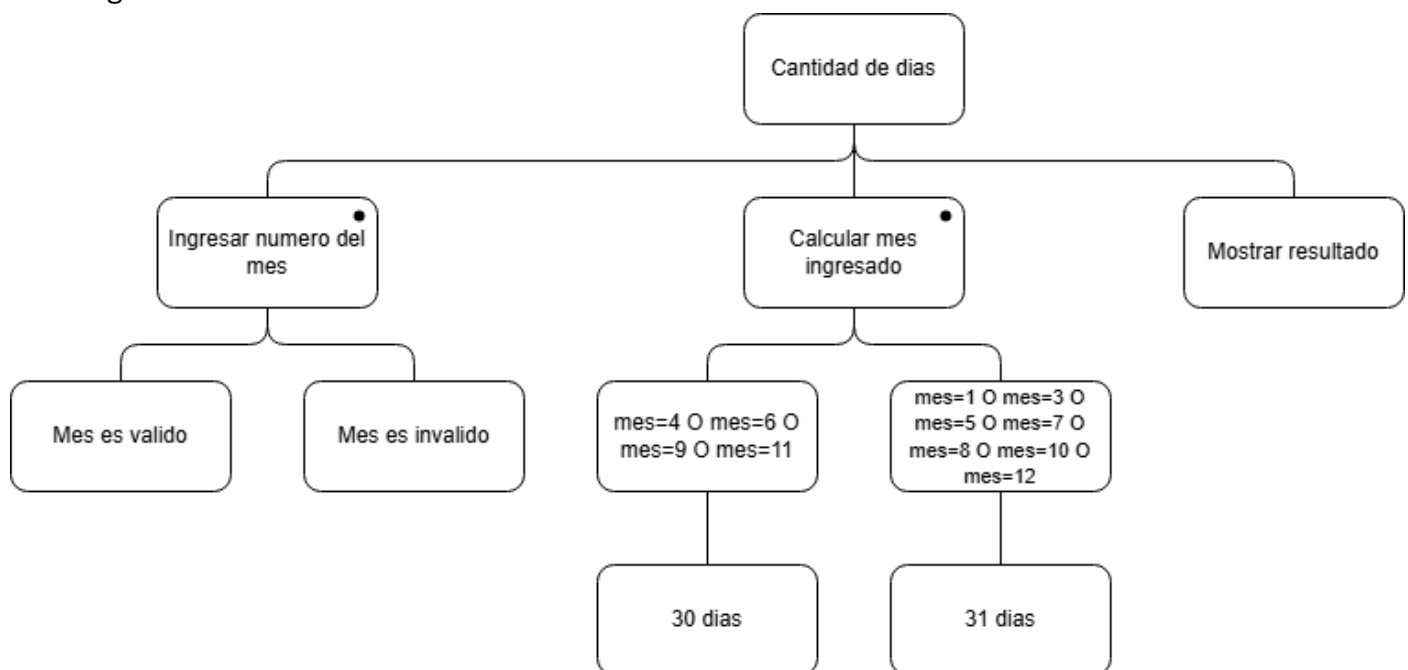 Cantidad de dias
Ingresar numero del
mes
Calcular mes
ingresado
Mostrar resultado
Mes es valido
Mes es invalido
mes=4 O mes=6 O
mes=9 O mes=11
mes=1 O mes=3 O
mes=5 O mes=7 O
mes=8 O mes=10 O
mes=12
30 dias
31 dias